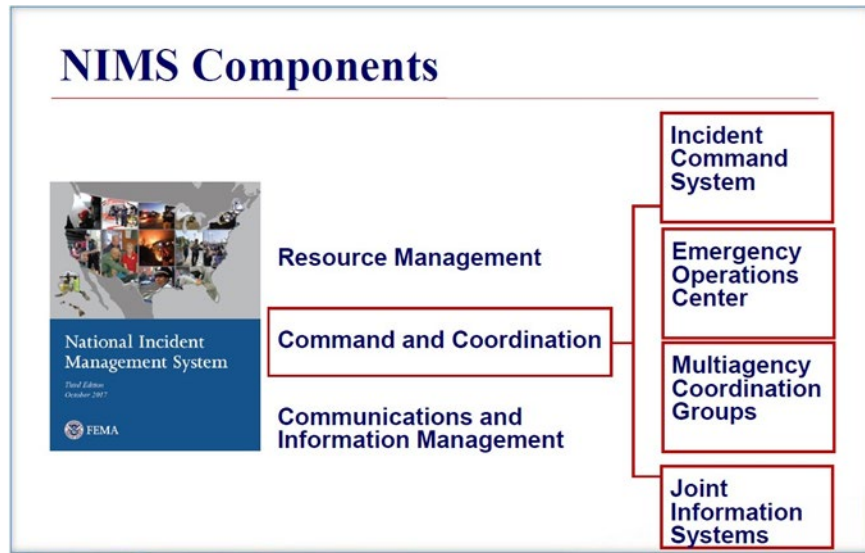 NIMS Components
National Incident
Management System
Third Edition
October 2017
FEMA
Resource Management
Command and Coordination
Communications and
Information Management
Incident
Command
System
Emergency
Operations
Center
Multiagency
Coordination
Groups
Joint
Information
Systems